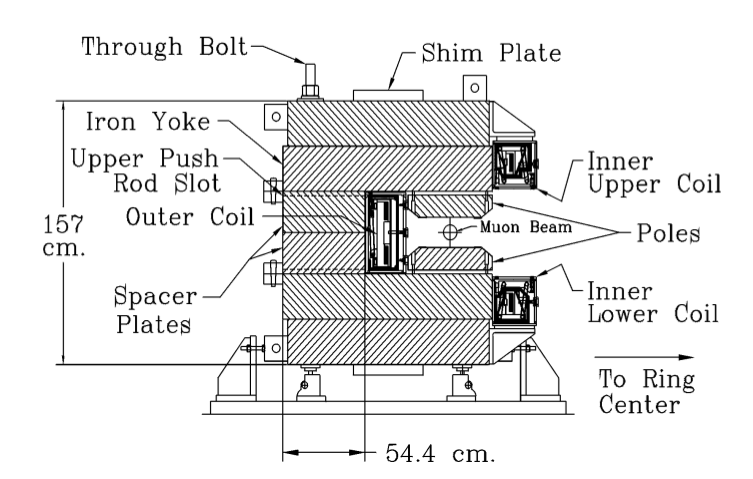 Through Bolt
Shim Plate
Iron Yoke
Upper Push
Rod Slot
Inner
Upper Coil
Outer Coil
157
cm.
Muon Beam
Poles
Spacer
Plates
Inner
Lower Coil
To Ring
Center
54.4 cm.